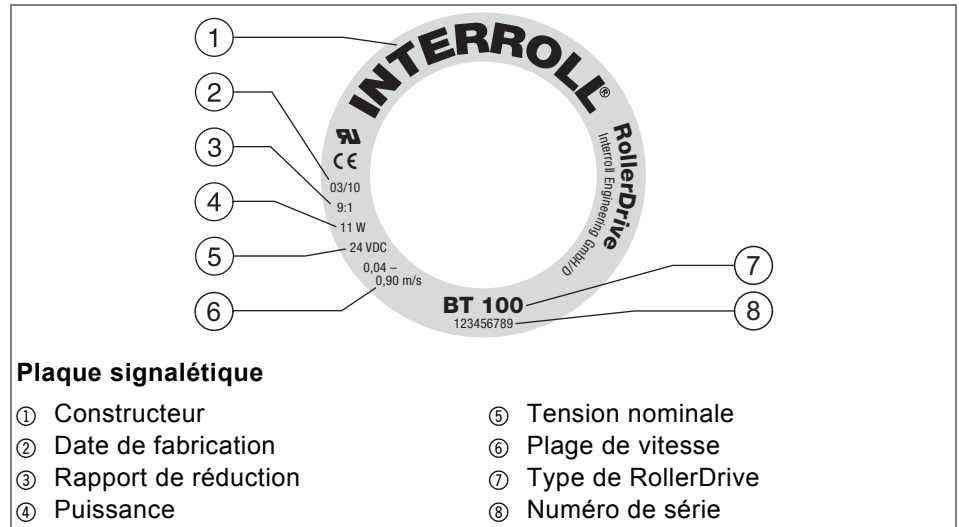 1
INTERROLL®
2
3
CE
03/10
4
9:1
11 W
5
24 VDC
0,04 –
0,90 m/s
6
RollerDrive
Interroll Engineering GmbH/D
BT 100
7
123456789
8
Plaque signalétique
① Constructeur
② Date de fabrication
③ Rapport de réduction
④ Puissance
⑤ Tension nominale
⑥ Plage de vitesse
⑦ Type de RollerDrive
⑧ Numéro de série